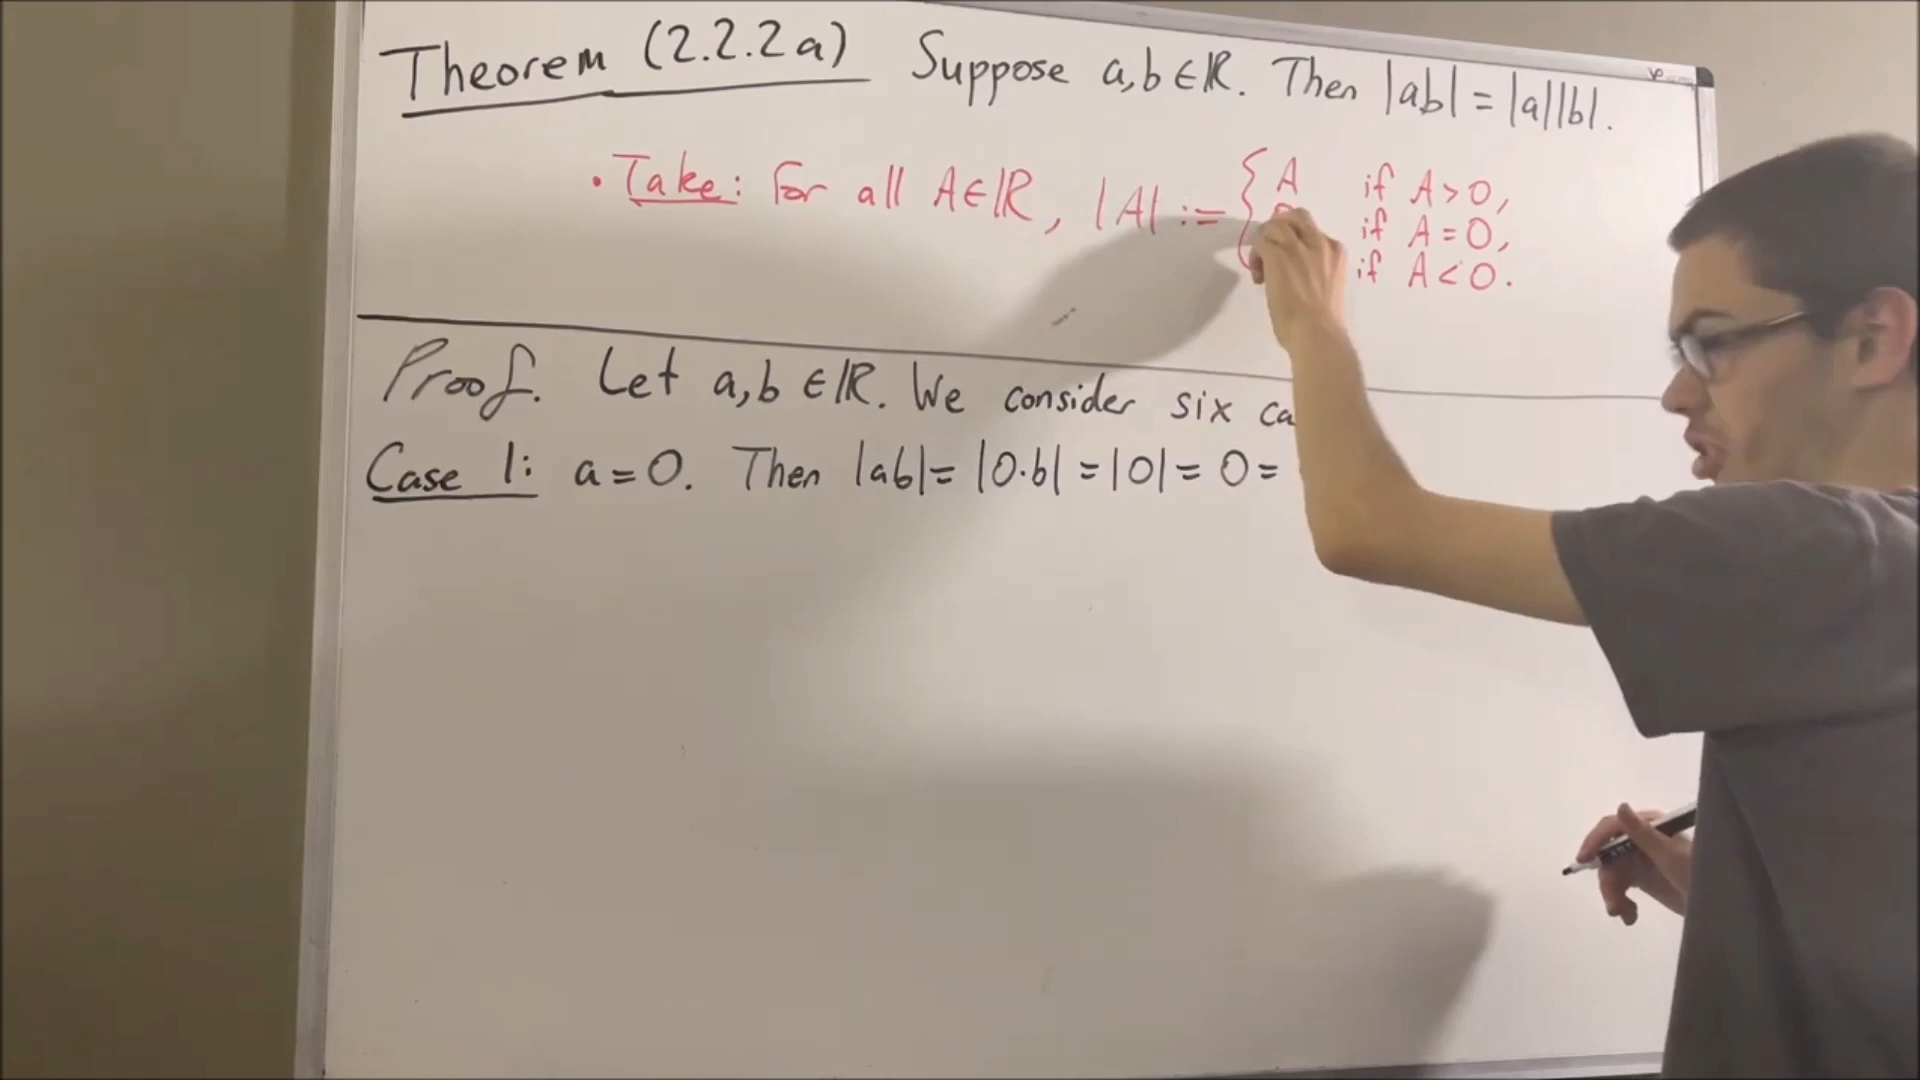 Theorem (2.2.2a) Suppose a,b∈ℝ. Then |ab| = |a||b|.
• Take: For all A∈ℝ, |A| := { A if A>0,
if A=0,
if A<0.
Proof. Let a,b∈ℝ. We consider six
Case 1: a=0. Then |ab|= |0·b| = |0| = 0 =